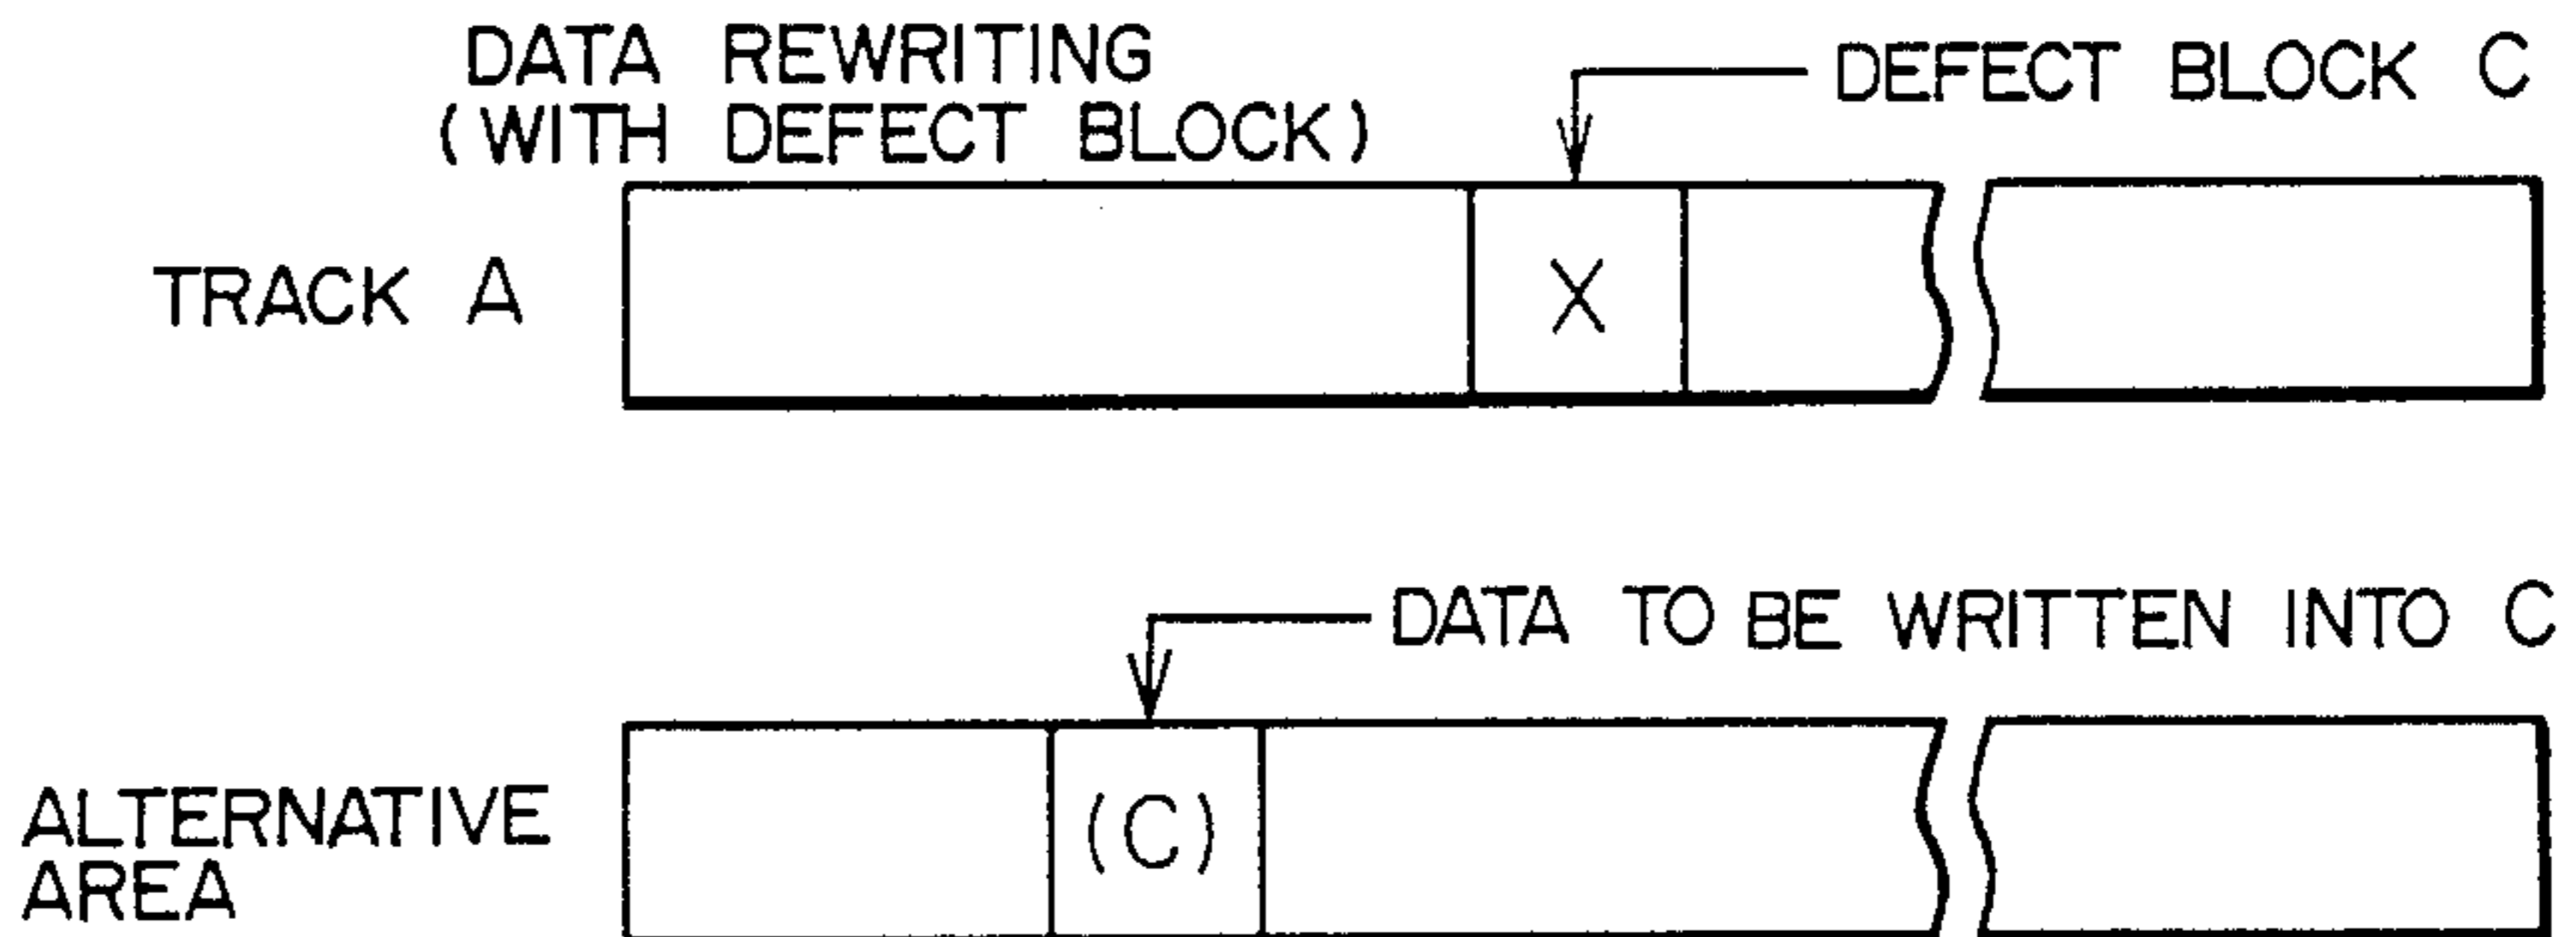 DATA REWRITING
(WITH DEFECT BLOCK)
DEFECT BLOCK C
TRACK A
X
DATA TO BE WRITTEN INTO C
(C)
ALTERNATIVE
AREA